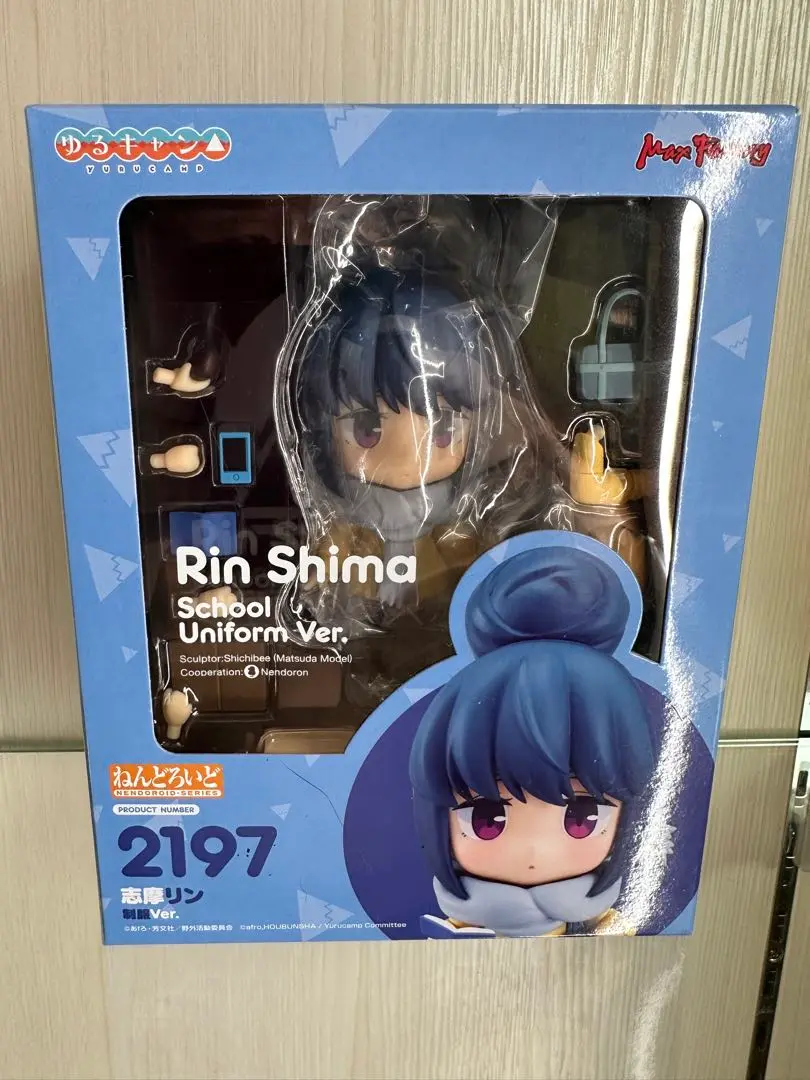 ゆるキャン△
YURUCAMP
Max Factory
Rin Shima
School
Uniform Ver.
Sculptor:Shichibee (Matsuda Model)
Cooperation: Nendoron
ねんどろいど
NENDOROID-SERIES
PRODUCT NUMBER
2197
志摩リン
制服Ver.
©あfろ・芳文社/野外活動委員会 ©afro,HOUBUNSHA / Yurucamp Committee